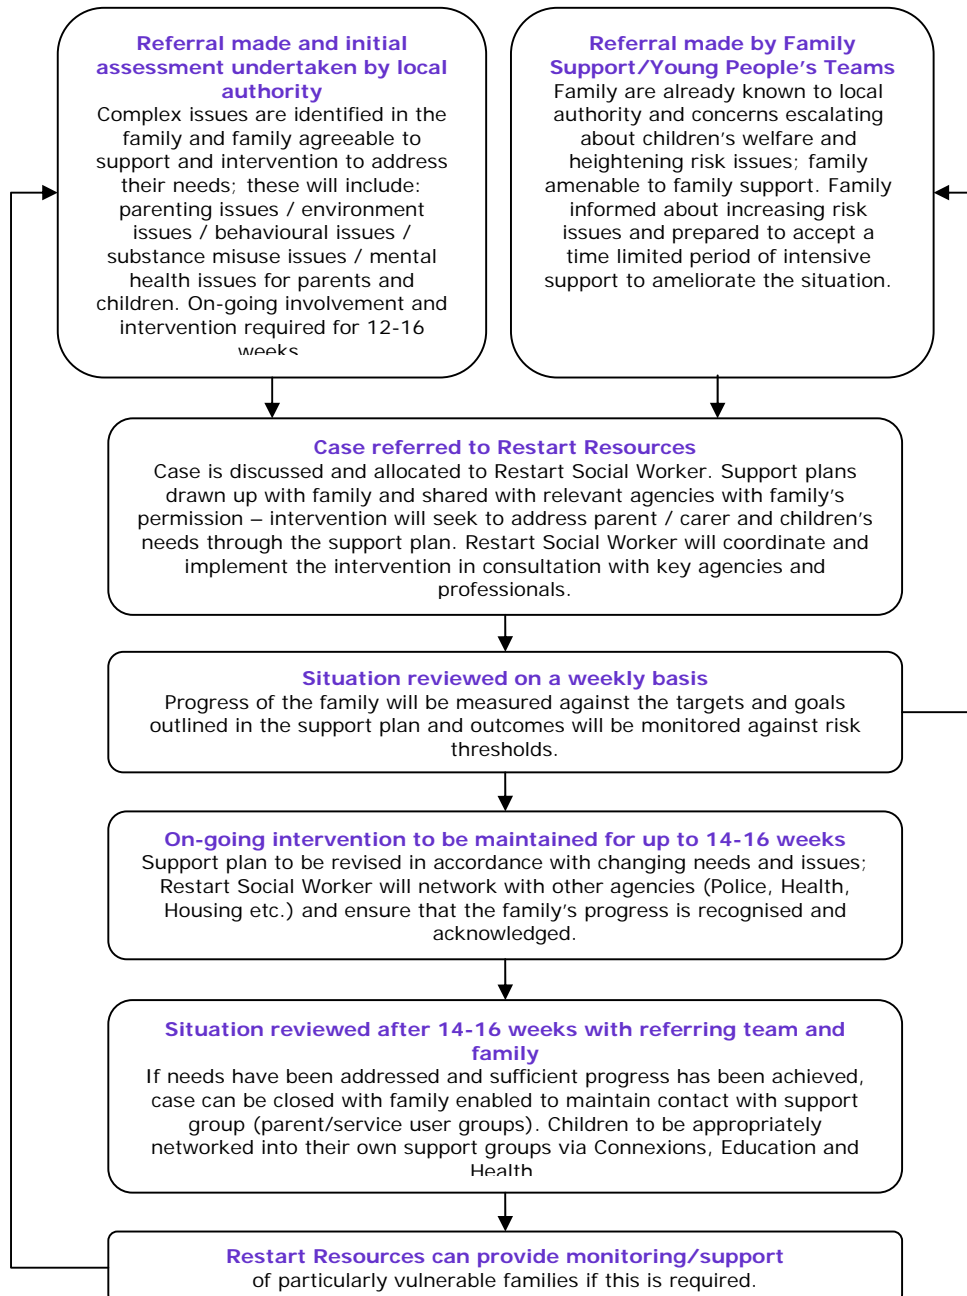 Referral made and initial
assessment undertaken by local
authority
Complex issues are identified in the
family and family agreeable to
support and intervention to address
their needs; these will include:
parenting issues / environment
issues / behavioural issues /
substance misuse issues / mental
health issues for parents and
children. On-going involvement and
intervention required for 12-16
weeks
Referral made by Family
Support/Young People's Teams
Family are already known to local
authority and concerns escalating
about children's welfare and
heightening risk issues; family
amenable to family support. Family
informed about increasing risk
issues and prepared to accept a
time limited period of intensive
support to ameliorate the situation.
Case referred to Restart Resources
Case is discussed and allocated to Restart Social Worker. Support plans
drawn up with family and shared with relevant agencies with family's
permission – intervention will seek to address parent / carer and children's
needs through the support plan. Restart Social Worker will coordinate and
implement the intervention in consultation with key agencies and
professionals.
Situation reviewed on a weekly basis
Progress of the family will be measured against the targets and goals
outlined in the support plan and outcomes will be monitored against risk
thresholds.
On-going intervention to be maintained for up to 14-16 weeks
Support plan to be revised in accordance with changing needs and issues;
Restart Social Worker will network with other agencies (Police, Health,
Housing etc.) and ensure that the family's progress is recognised and
acknowledged.
Situation reviewed after 14-16 weeks with referring team and
family
If needs have been addressed and sufficient progress has been achieved,
case can be closed with family enabled to maintain contact with support
group (parent/service user groups). Children to be appropriately
networked into their own support groups via Connexions, Education and
Health
Restart Resources can provide monitoring/support
of particularly vulnerable families if this is required.